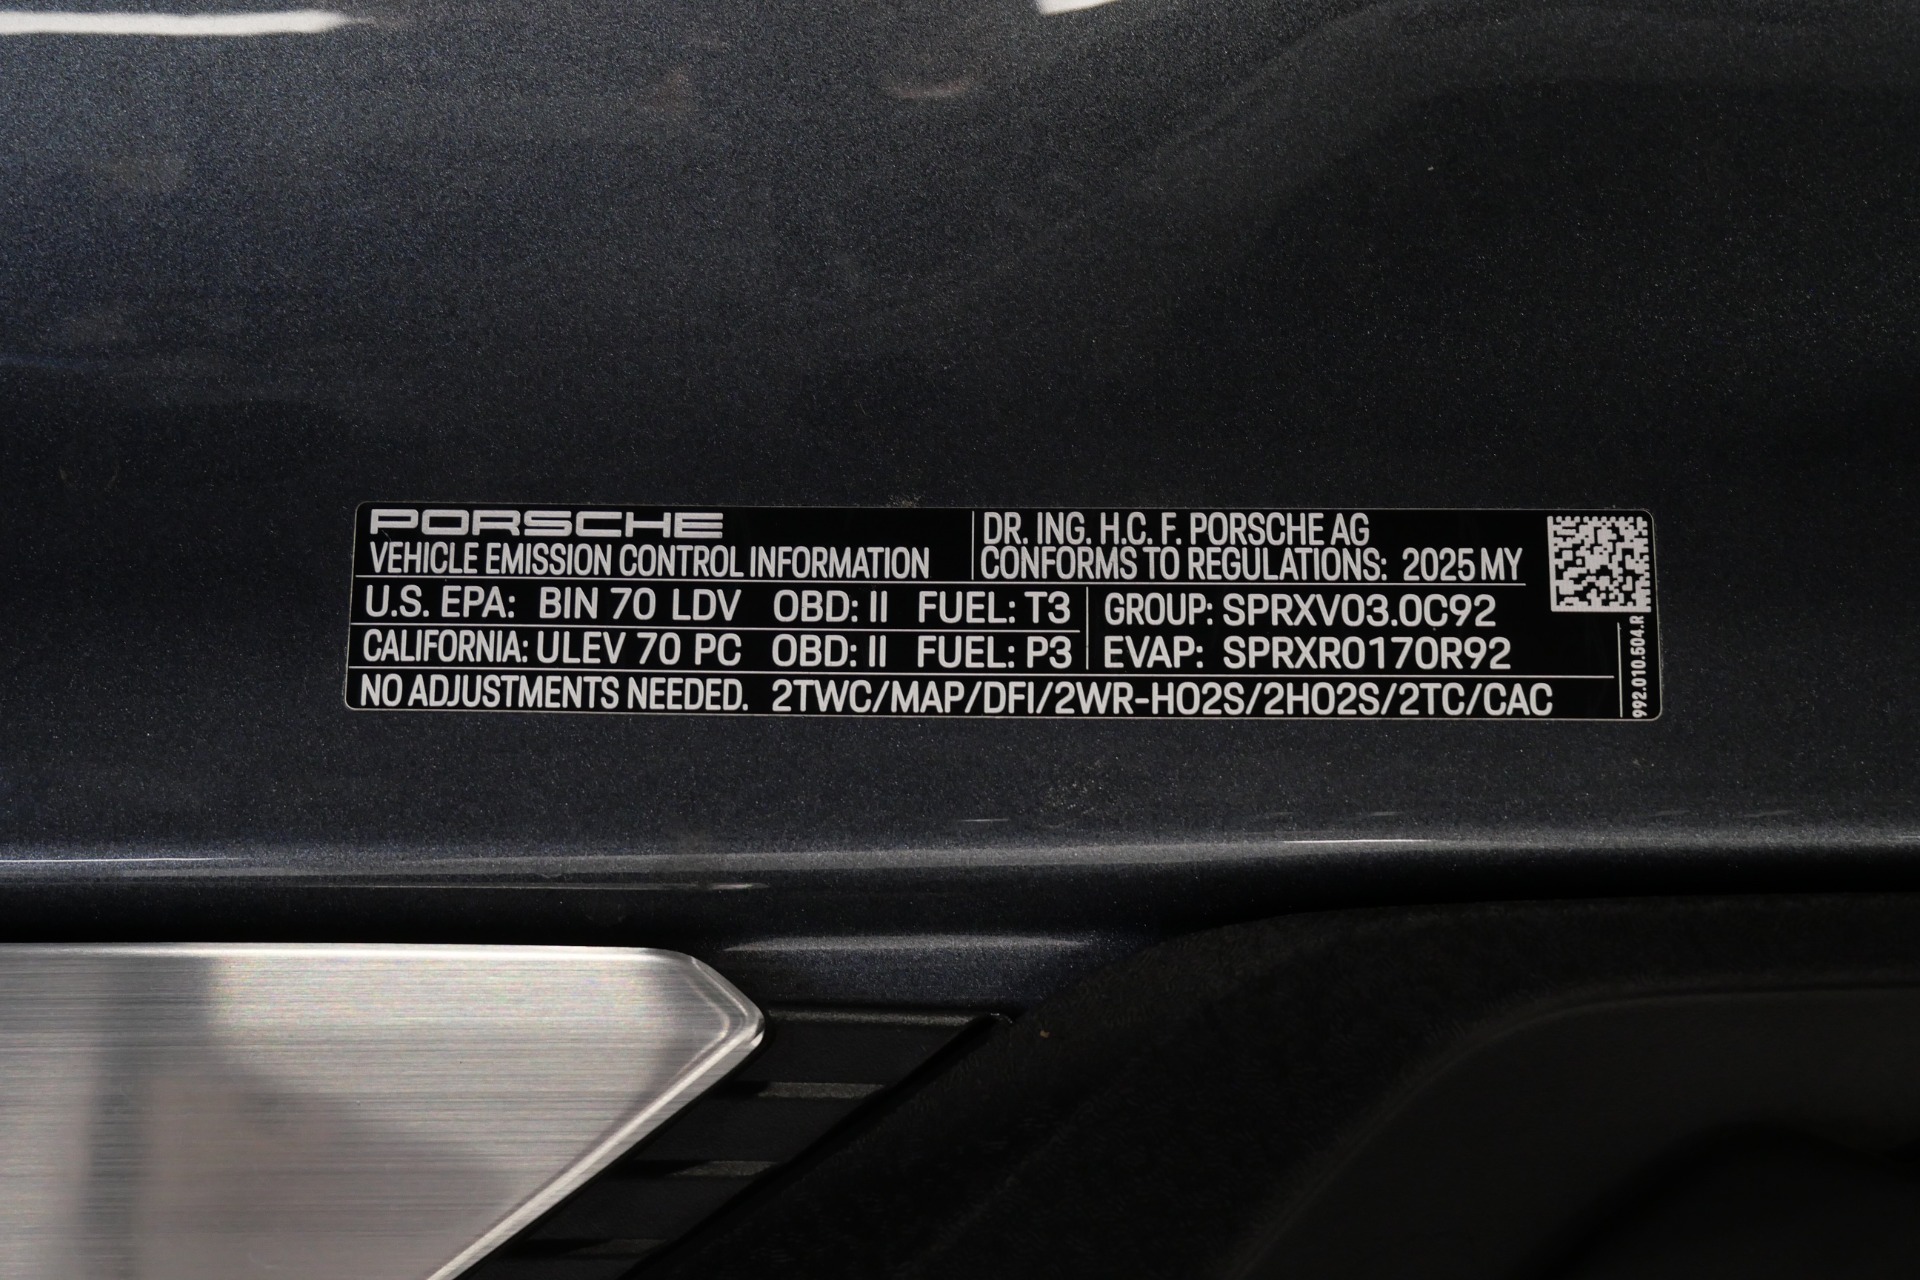 PORSCHE
VEHICLE EMISSION CONTROL INFORMATION
DR. ING. H.C. F. PORSCHE AG
CONFORMS TO REGULATIONS: 2025 MY
U.S. EPA: BIN 70 LDV OBD: II FUEL: T3
CALIFORNIA: ULEV 70 PC OBD: II FUEL: P3
GROUP: SPRXV03.0C92
EVAP: SPRXR0170R92
NO ADJUSTMENTS NEEDED. 2TWC/MAP/DFI/2WR-HO2S/2HO2S/2TC/CAC
992.010.504.R